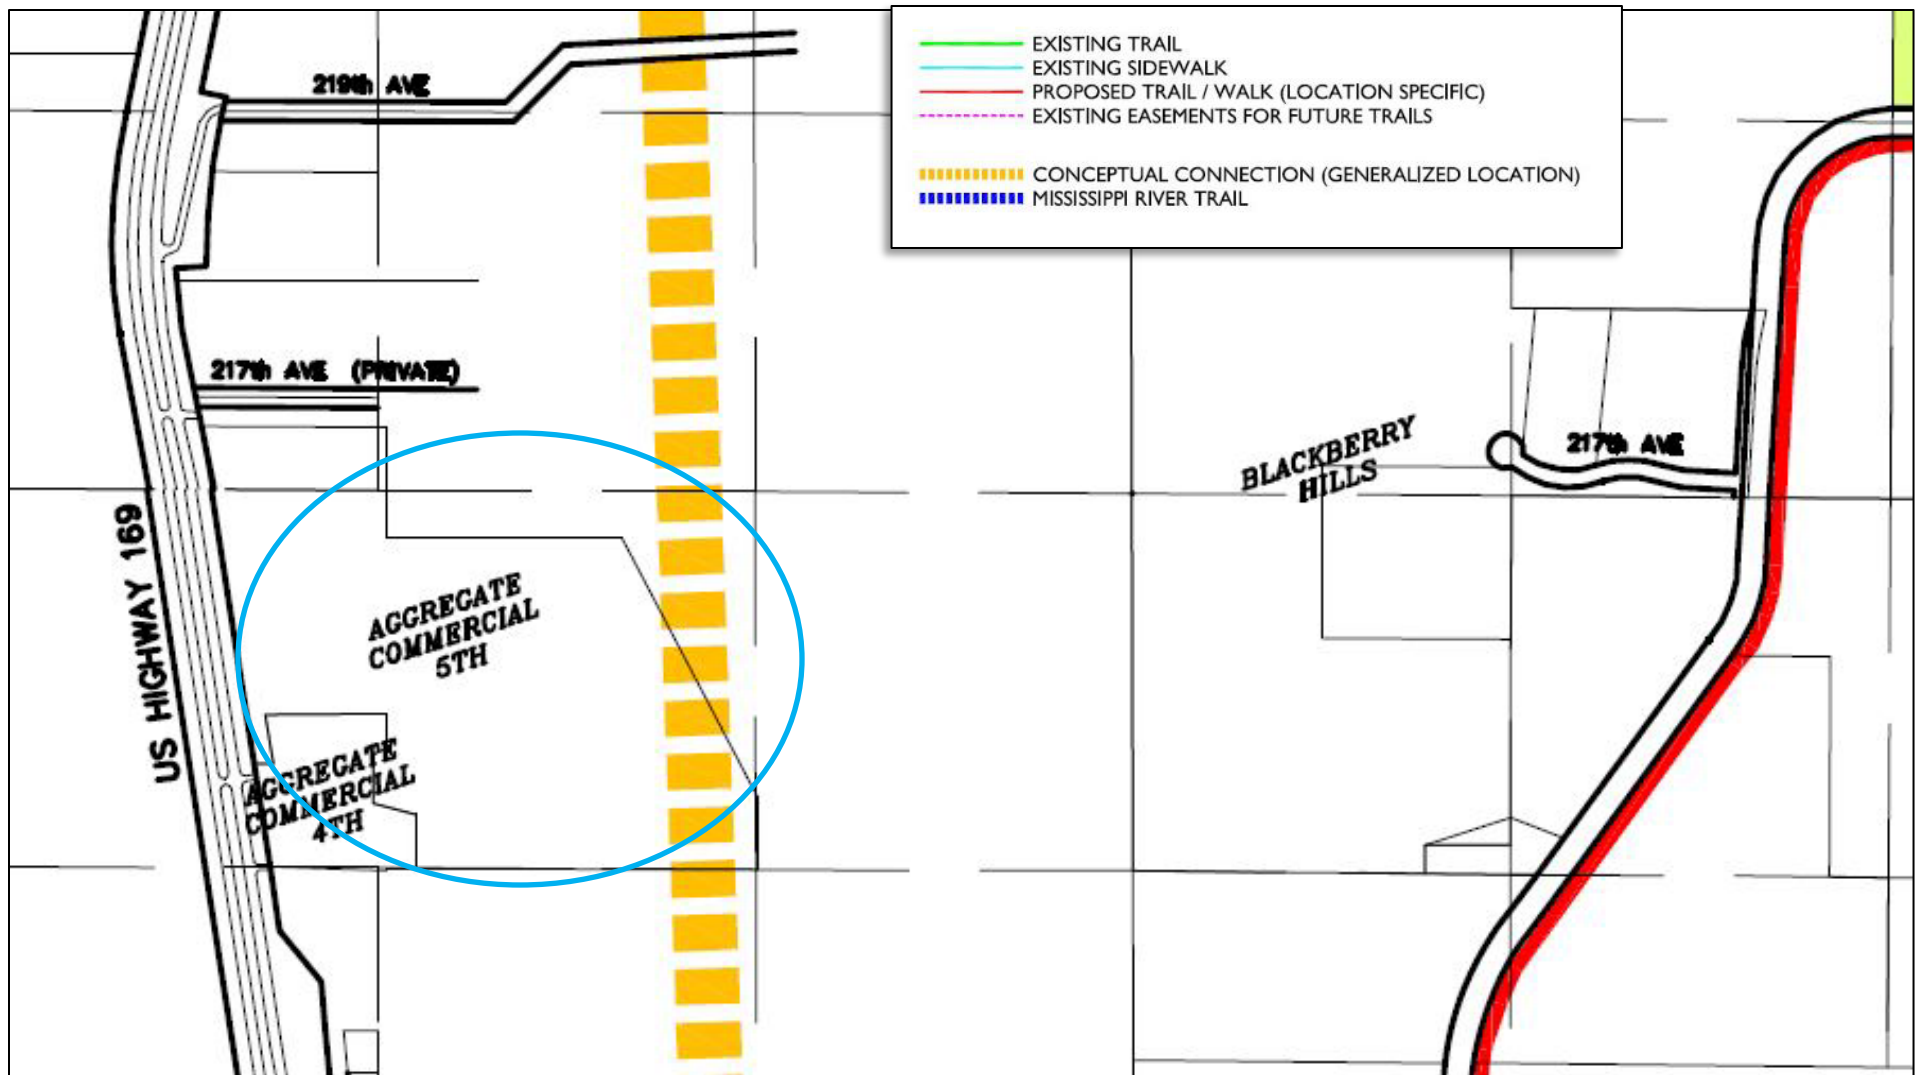 219th AVE
EXISTING TRAIL
EXISTING SIDEWALK
PROPOSED TRAIL / WALK (LOCATION SPECIFIC)
EXISTING EASEMENTS FOR FUTURE TRAILS
CONCEPTUAL CONNECTION (GENERALIZED LOCATION)
MISSISSIPPI RIVER TRAIL
217th AVE (PRIVATE)
BLACKBERRY
HILLS
217th AVE
US HIGHWAY 169
AGGREGATE
COMMERCIAL
5TH
AGGREGATE
COMMERCIAL
4TH